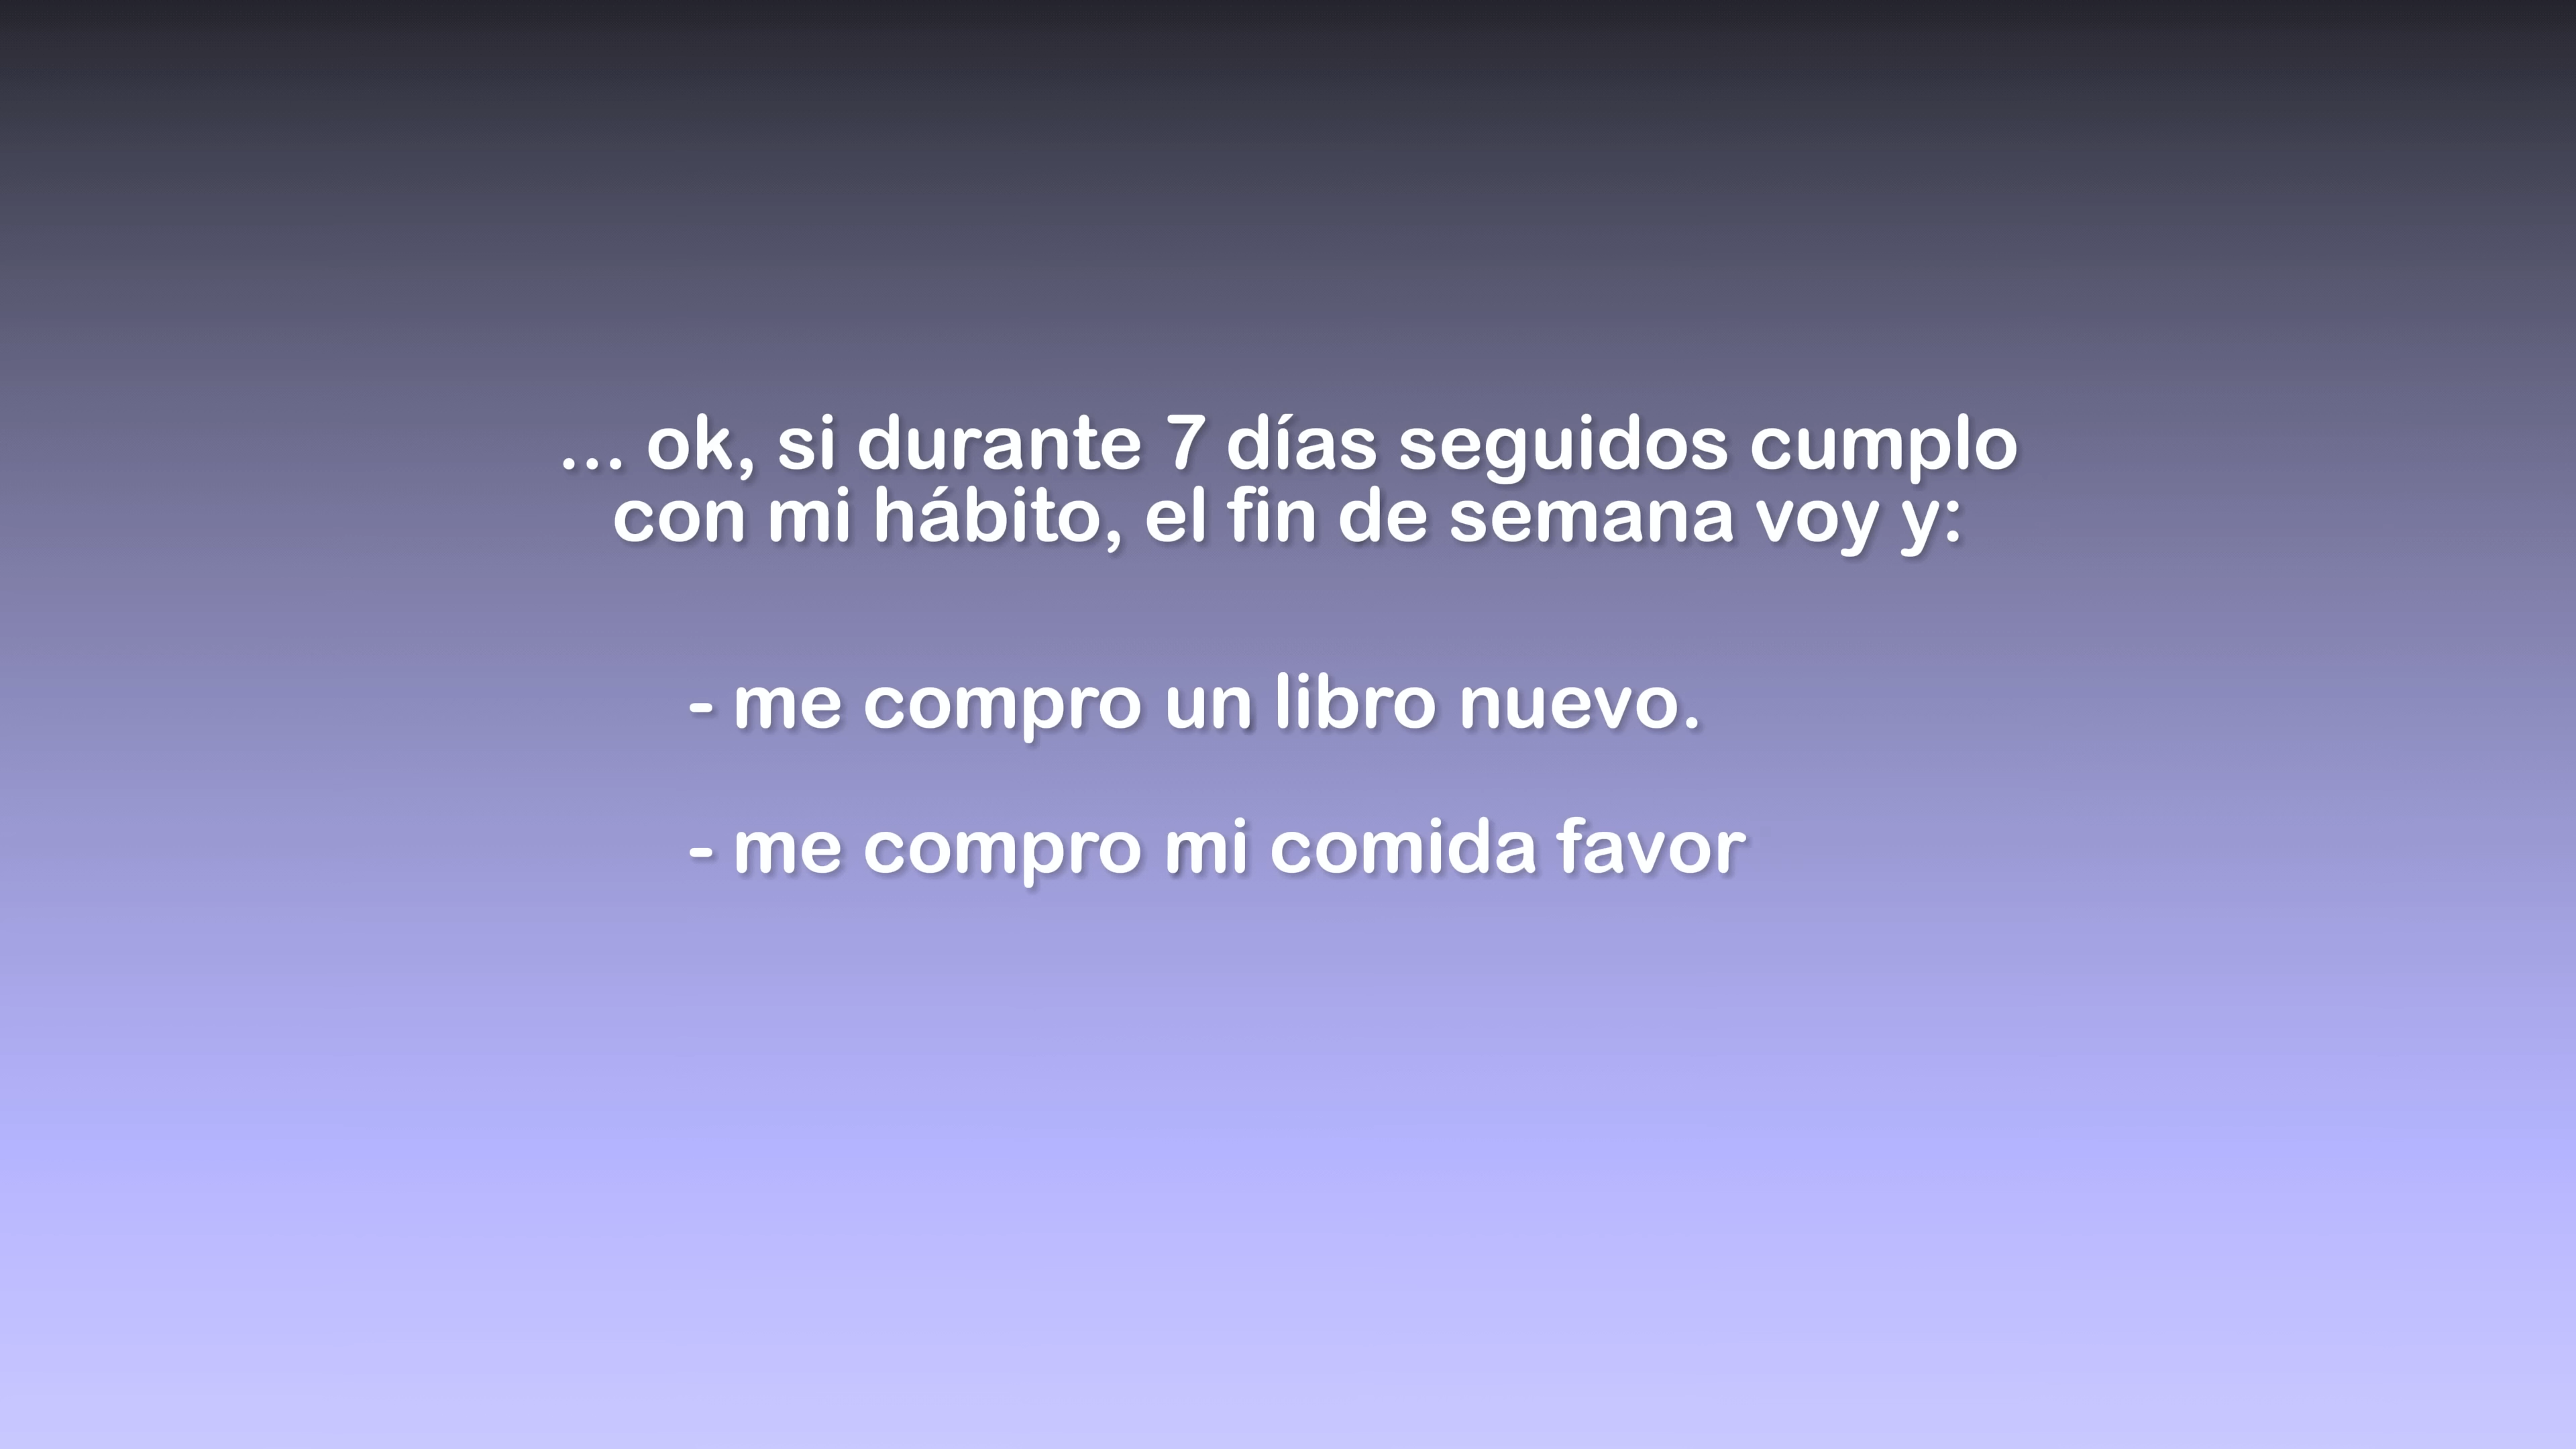 ... ok, si durante 7 días seguidos cumplo
con mi hábito, el fin de semana voy y:
- me compro un libro nuevo.
- me compro mi comida favor